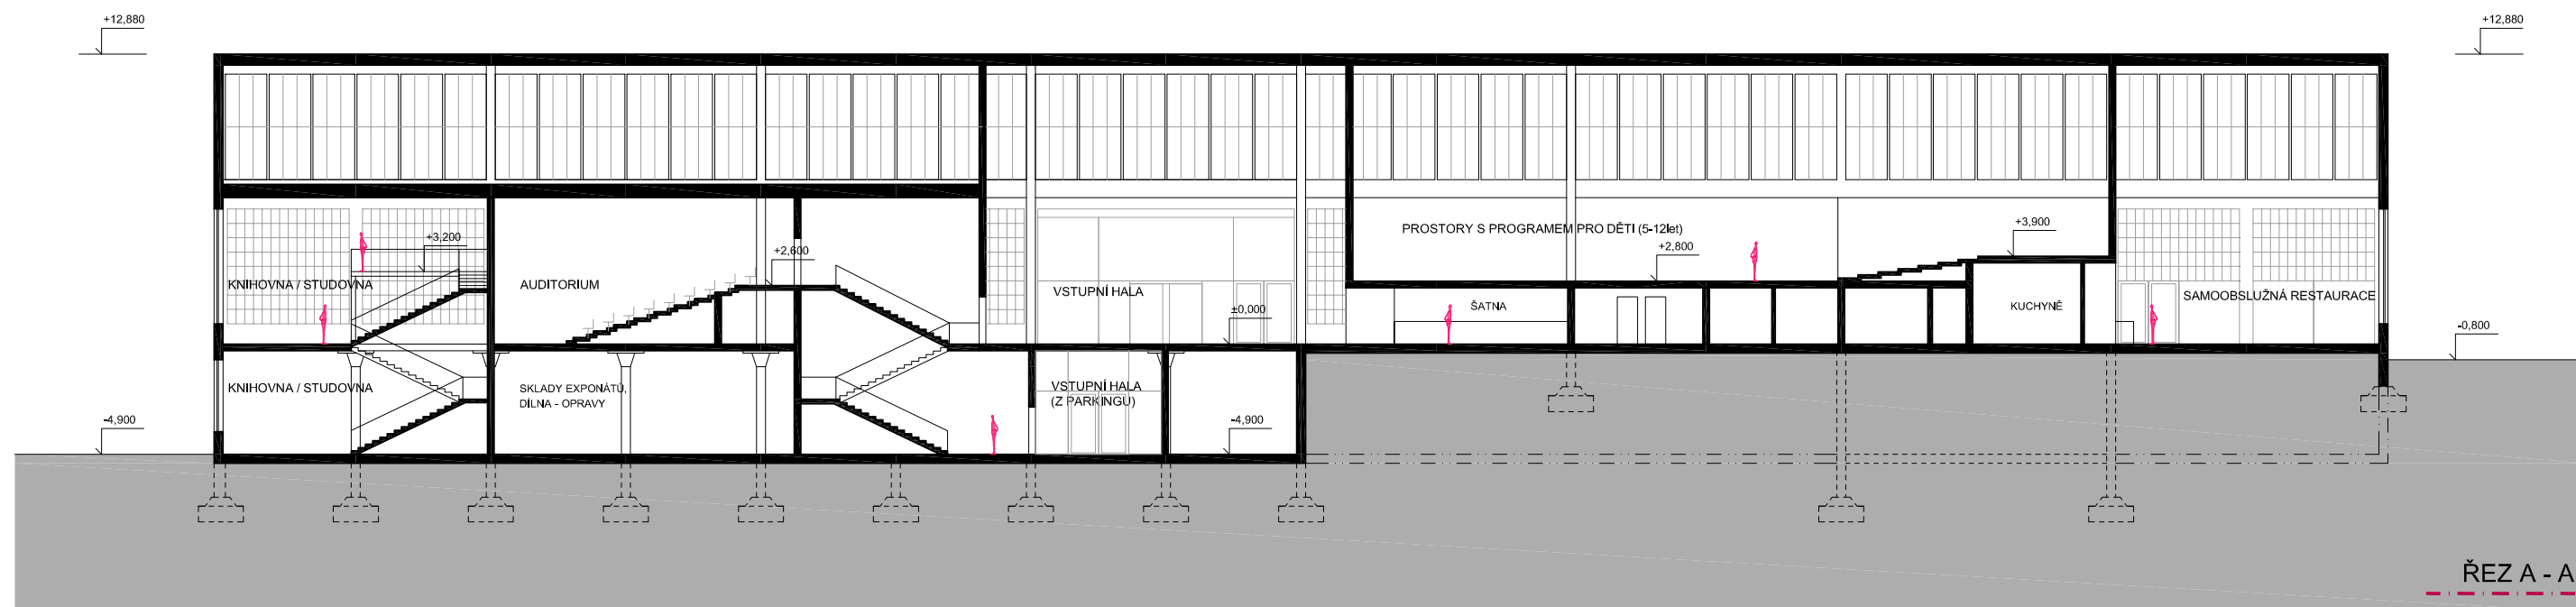 +12,880
+12,880
PROSTORY S PROGRAMEM PRO DĚTI (5-12let)
+3,900
+3,200
+2,600
+2,800
KNIHOVNA / STUDOVNA
AUDITORIUM
VSTUPNÍ HALA
SAMOOBSLUŽNÁ RESTAURACE
±0,000
ŠATNA
KUCHYNĚ
-0,800
KNIHOVNA / STUDOVNA
SKLADY EXPONÁTŮ,
DÍLNA - OPRAVY
VSTUPNÍ HALA
(Z PARKINGU)
-4,900
-4,900
ŘEZ A - A